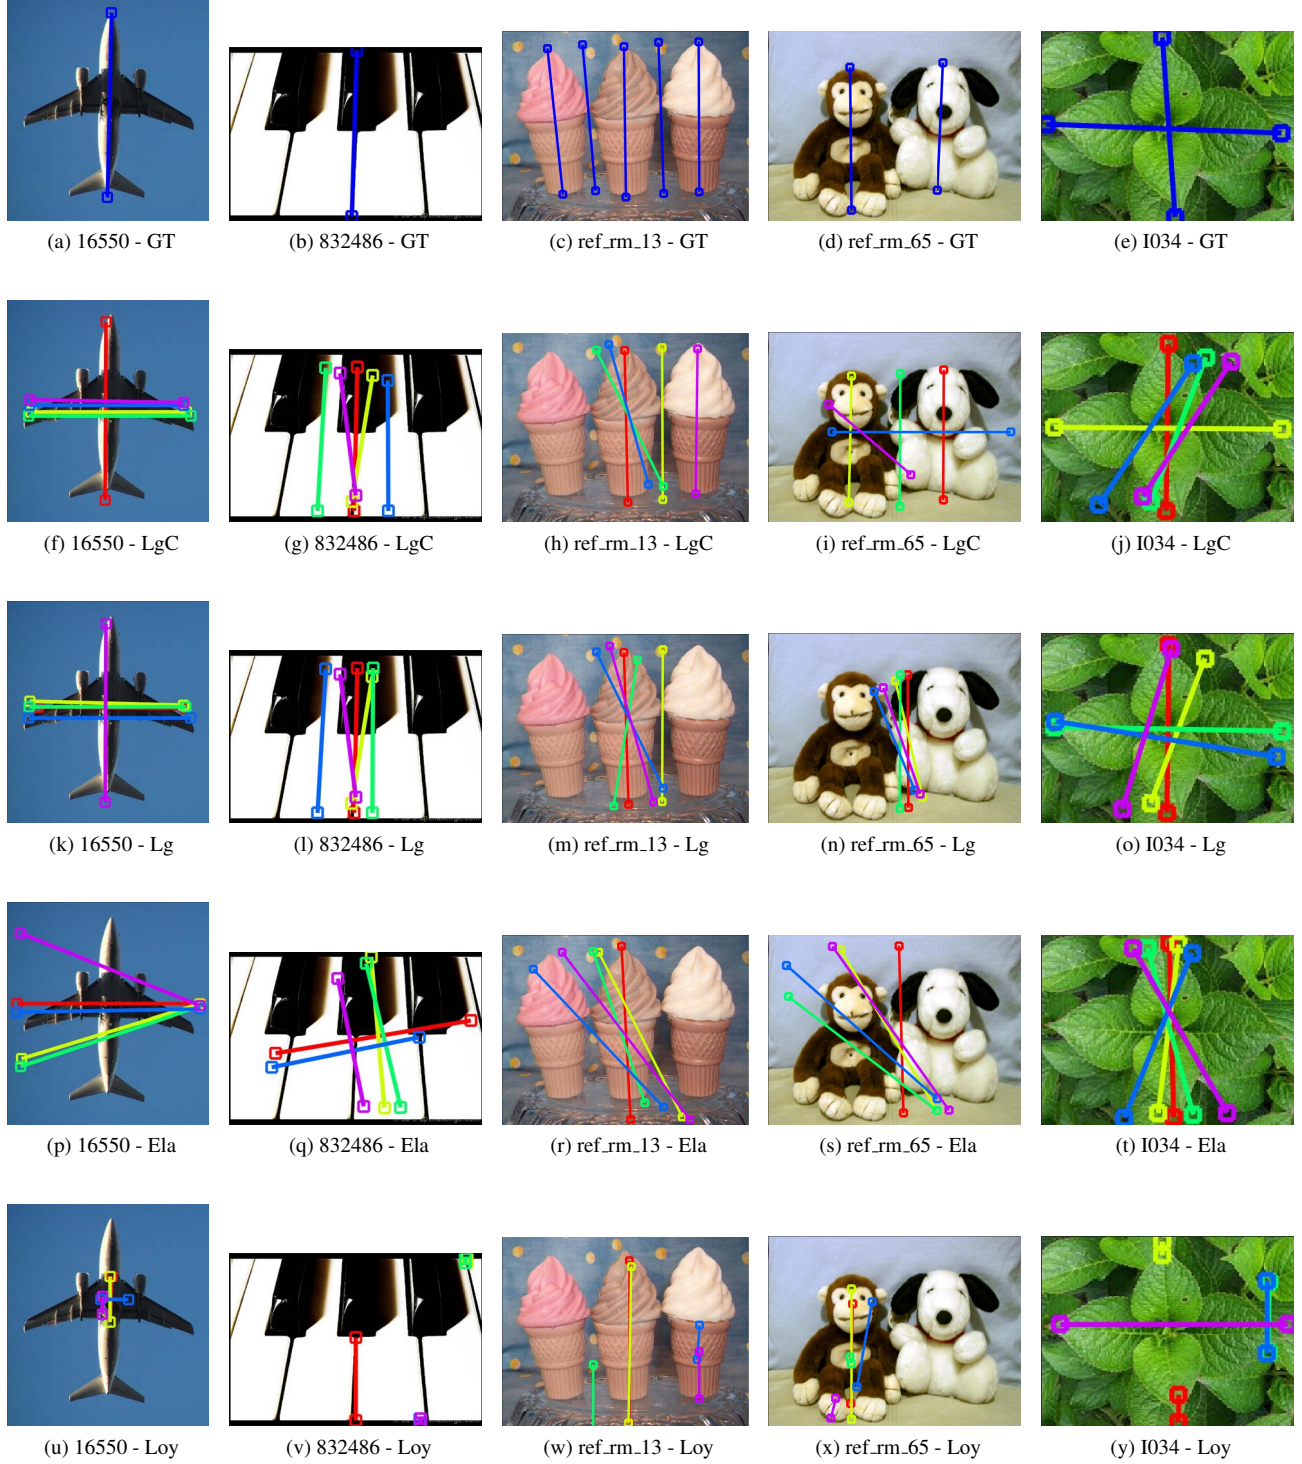 (a) 16550 - GT
(b) 832486 - GT
(c) ref_rm_13 - GT
(d) ref_rm_65 - GT
(e) I034 - GT
(f) 16550 - LgC
(g) 832486 - LgC
(h) ref_rm_13 - LgC
(i) ref_rm_65 - LgC
(j) I034 - LgC
(k) 16550 - Lg
(l) 832486 - Lg
(m) ref_rm_13 - Lg
(n) ref_rm_65 - Lg
(o) I034 - Lg
(p) 16550 - Ela
(q) 832486 - Ela
(r) ref_rm_13 - Ela
(s) ref_rm_65 - Ela
(t) I034 - Ela
(u) 16550 - Loy
(v) 832486 - Loy
(w) ref_rm_13 - Loy
(x) ref_rm_65 - Loy
(y) I034 - Loy